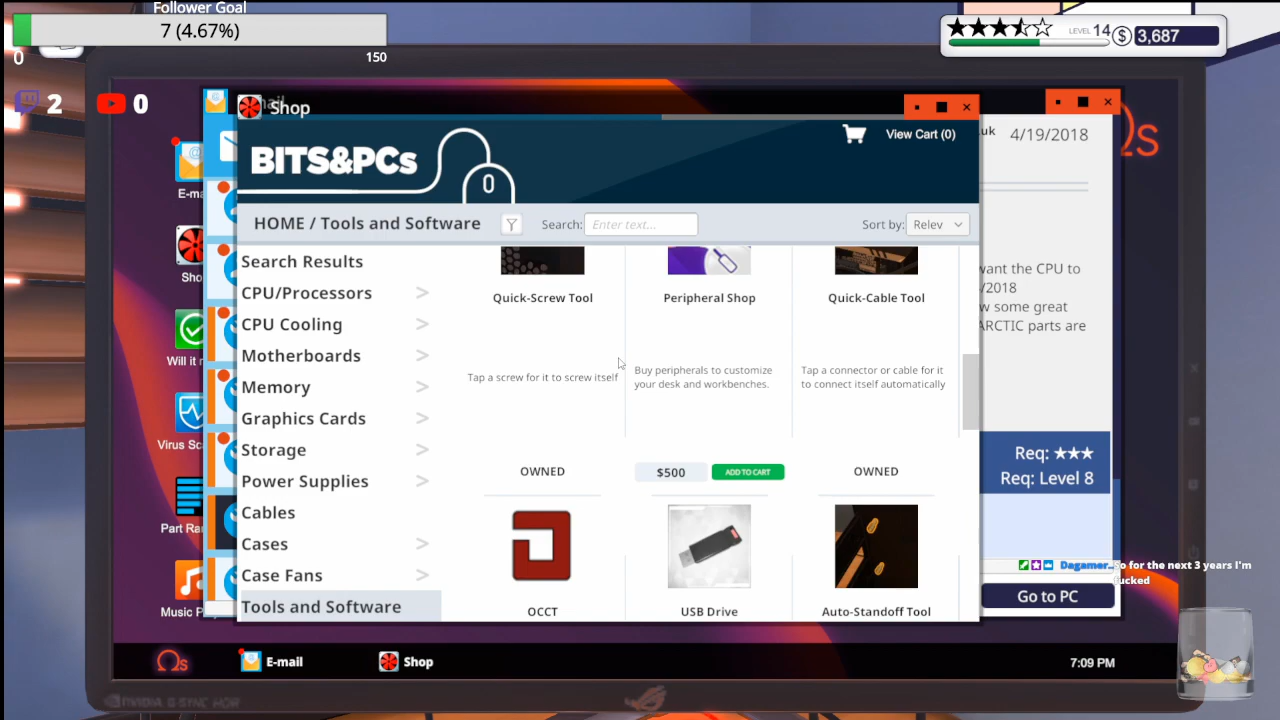 Follower Goal
7 (4.67%)
0
150
2
0
LEVEL 14
$ 3,687
Shop
View Cart (0)
BITS&PCs
HOME / Tools and Software
Search:
Enter text...
Sort by:
Relev
uk
4/19/2018
E-m
Sho
Will it r
Virus Sc
Part Ra
Music P
Search Results
CPU/Processors >
CPU Cooling >
Motherboards >
Memory >
Graphics Cards >
Storage >
Power Supplies >
Cables
Cases >
Case Fans >
Tools and Software
Quick-Screw Tool
Peripheral Shop
Quick-Cable Tool
Tap a screw for it to screw itself
Buy peripherals to customize
your desk and workbenches.
Tap a connector or cable for it
to connect itself automatically
OWNED
$500
ADD TO CART
OWNED
OCCT
USB Drive
Auto-Standoff Tool
want the CPU to
/2018
w some great
ARCTIC parts are
Req: ★★★
Req: Level 8
Dagamer..
So for the next 3 years I'm
fucked
Go to PC
Ωs
E-mail
Shop
7:09 PM
NVIDIA G-SYNC HDR